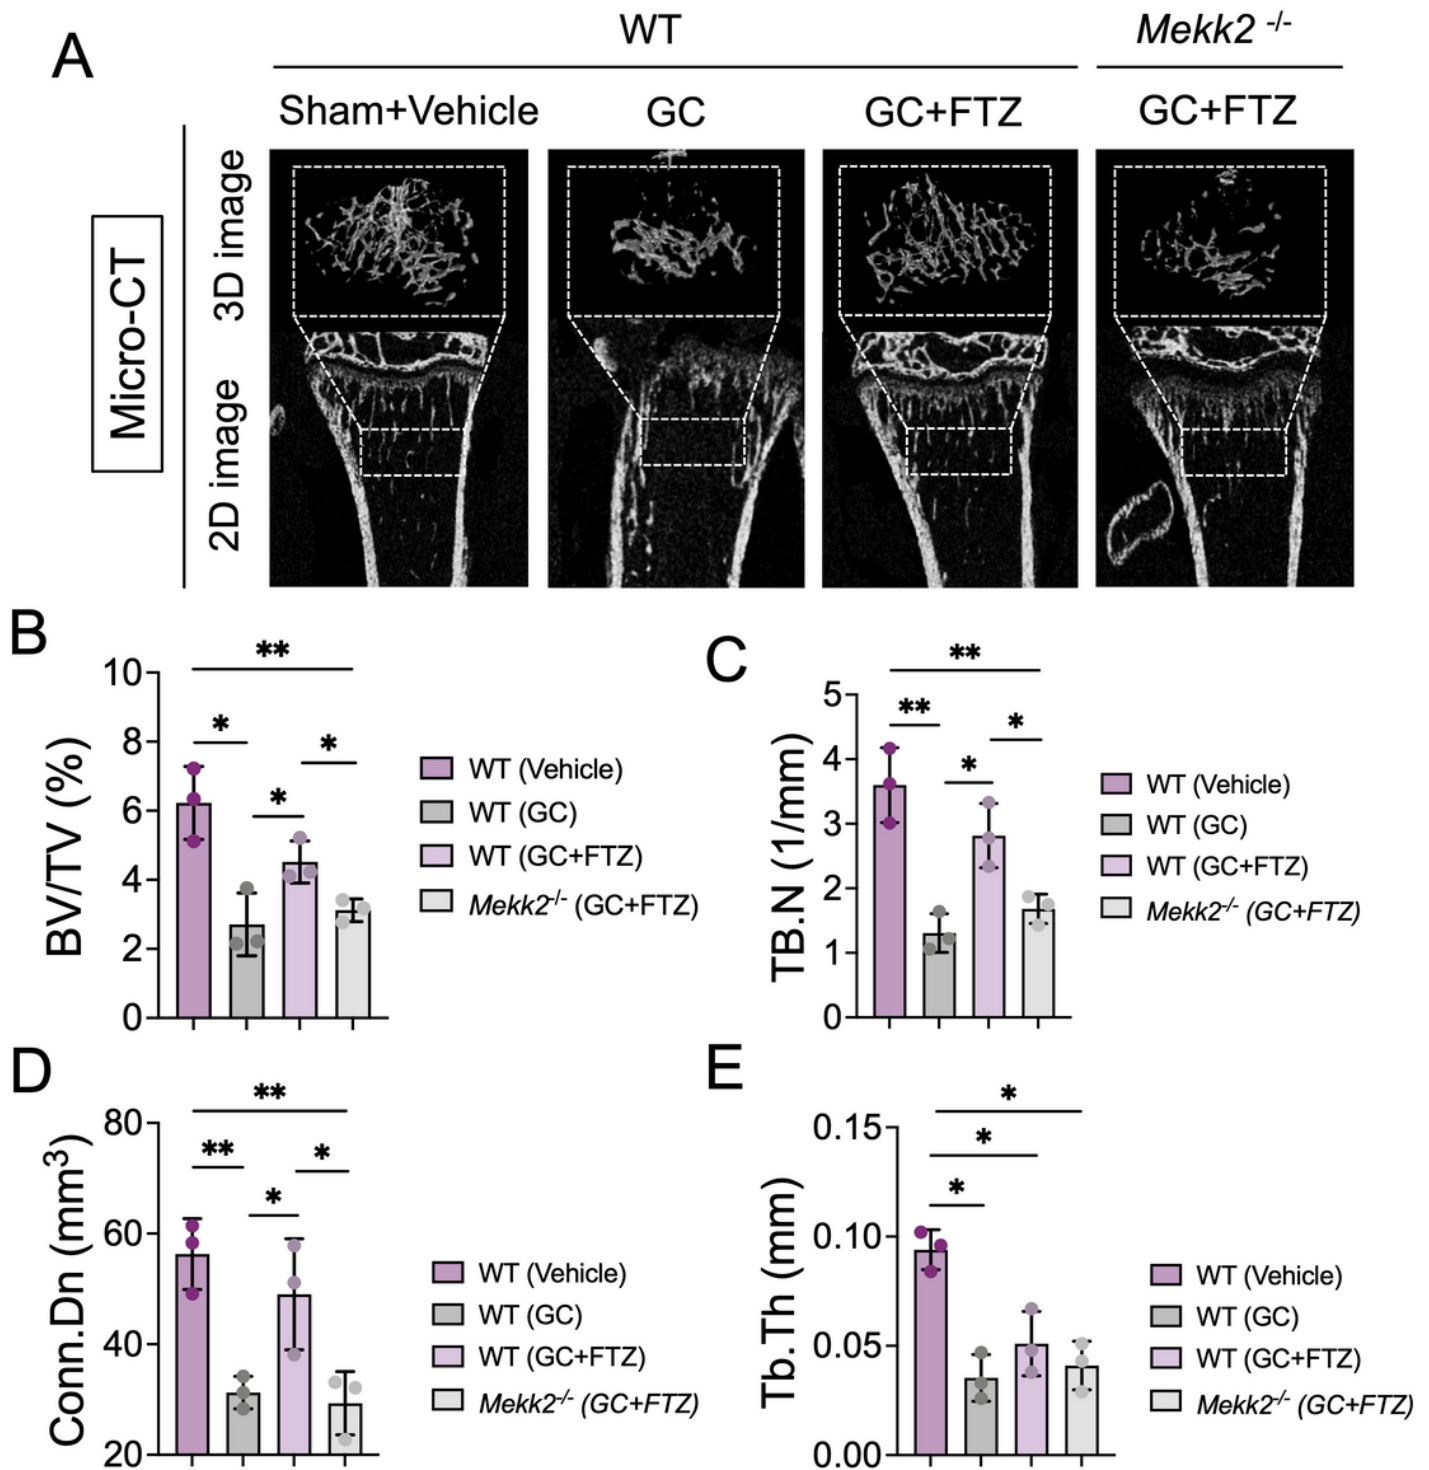 A
WT
Mekk2 -/-
Sham+Vehicle
GC
GC+FTZ
GC+FTZ
Micro-CT
3D image
2D image
B
**
*
*
*
BV/TV (%)
10
8
6
4
2
0
WT (Vehicle)
WT (GC)
WT (GC+FTZ)
Mekk2-/- (GC+FTZ)
C
**
**
*
*
TB.N (1/mm)
5
4
3
2
1
0
WT (Vehicle)
WT (GC)
WT (GC+FTZ)
Mekk2-/- (GC+FTZ)
D
**
**
*
*
Conn.Dn (mm3)
80
60
40
20
WT (Vehicle)
WT (GC)
WT (GC+FTZ)
Mekk2-/- (GC+FTZ)
E
*
*
*
Tb.Th (mm)
0.15
0.10
0.05
0.00
WT (Vehicle)
WT (GC)
WT (GC+FTZ)
Mekk2-/- (GC+FTZ)